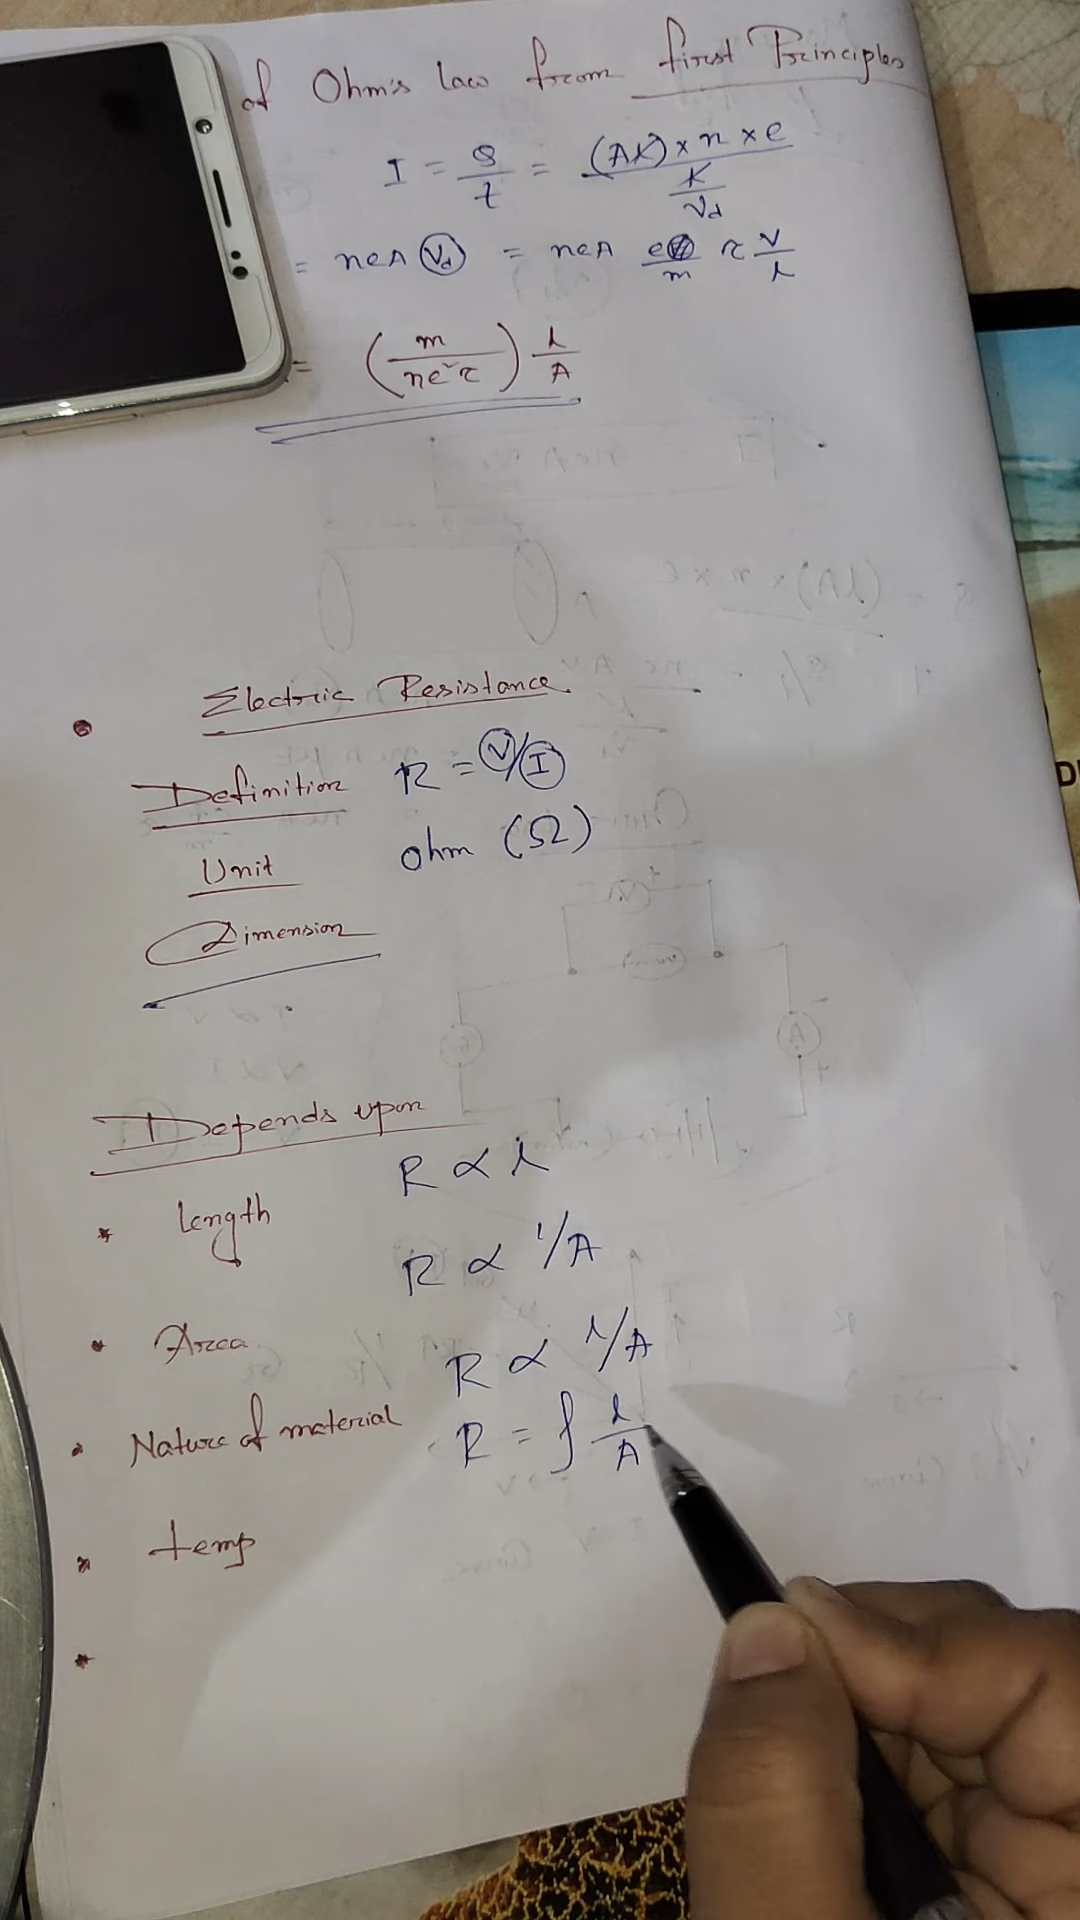 of Ohm's law from first Principles
I = Q/t = (Al) × n × e / (l/Vd)
= neA Vd = neA e/m τ V/l
= (m/ne²τ) l/A
Electric Resistance
Definition R = V/I
Unit ohm (Ω)
Dimension
Depends upon
R ∝ l
* Length
R ∝ 1/A
* Area
R ∝ l/A
* Nature of material
R = ρ l/A
* temp
*